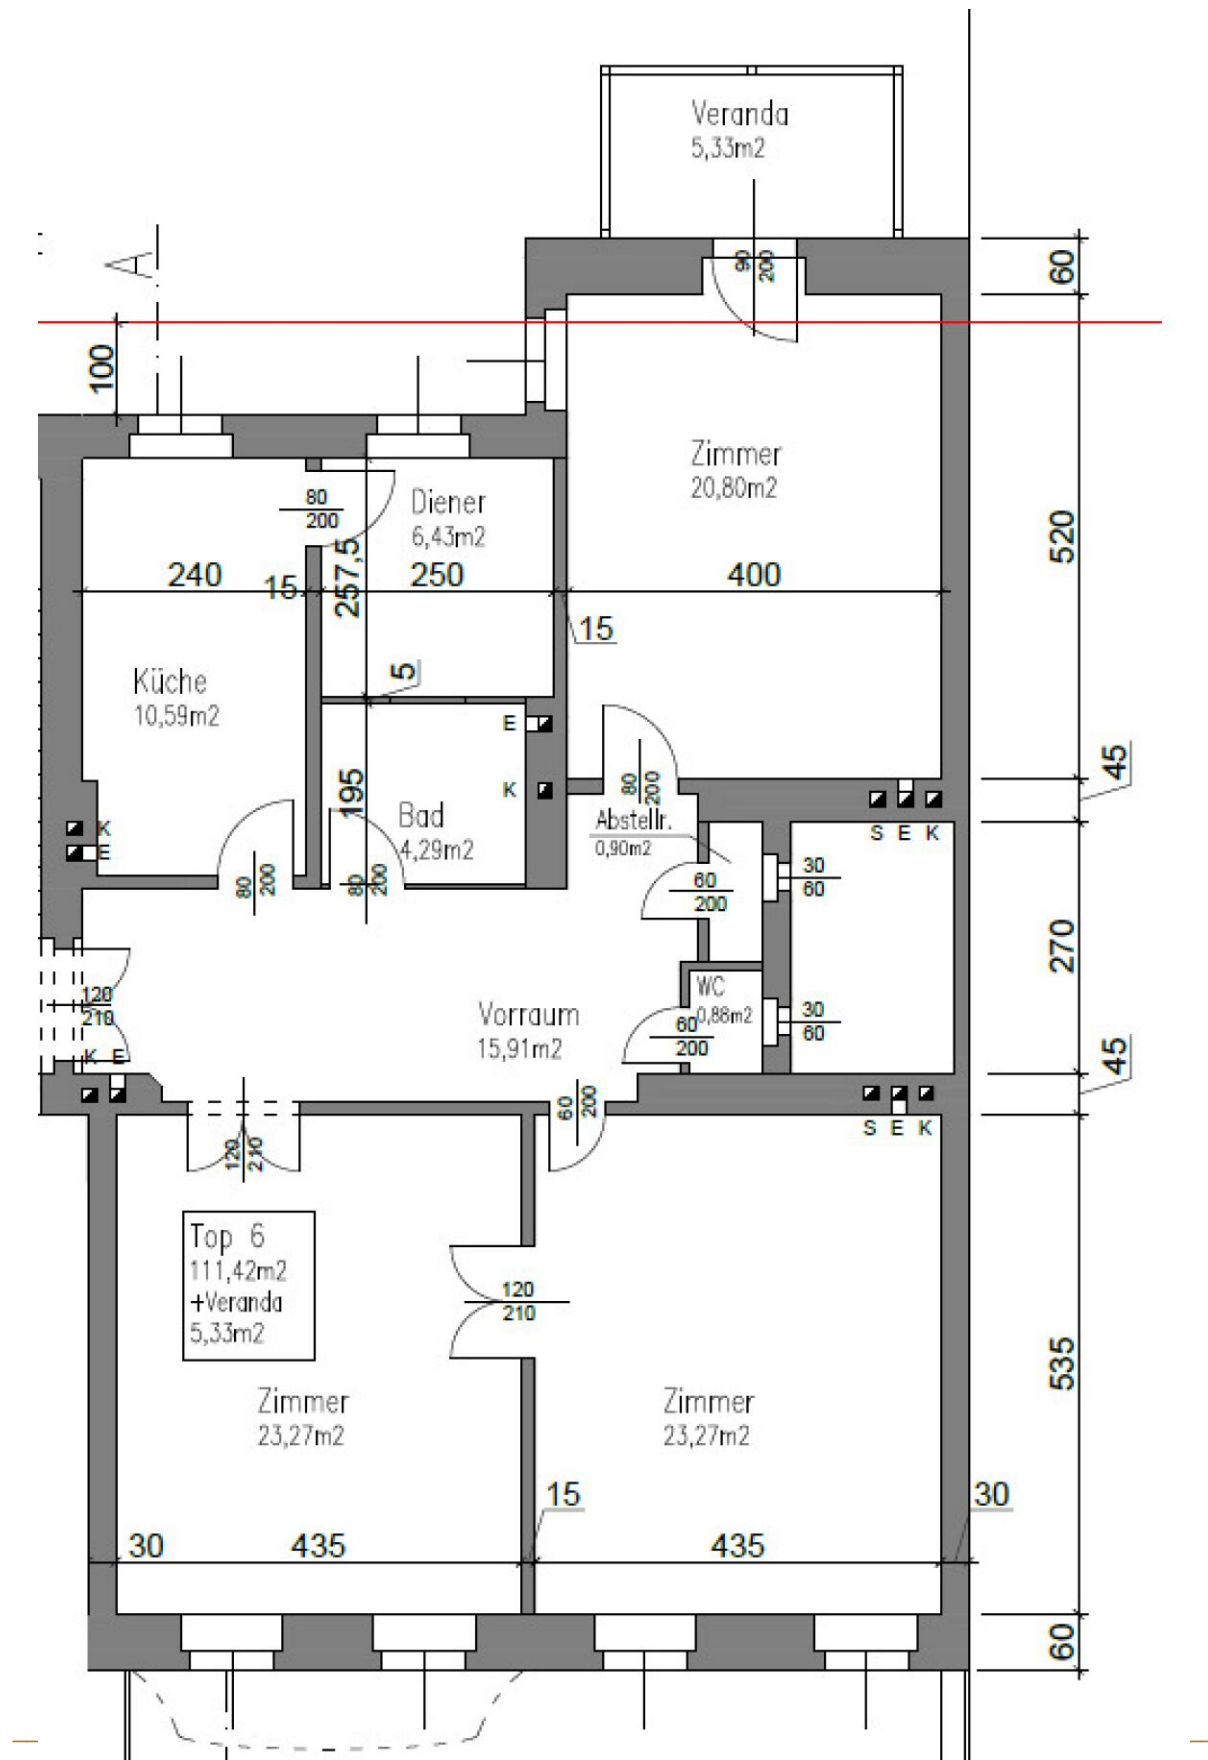 Veranda
5,33m2
90
200
60
A
100
Zimmer
20,80m2
80
200
Diener
6,43m2
520
240
15
257,5
250
400
15
5
Küche
10,59m2
E
195
K
80
200
45
Bad
4,29m2
Abstellr.
0,90m2
K
E
S E K
80
200
80
200
60
200
30
60
270
120
210
WC
0,88m2
Vorraum
15,91m2
60
200
30
60
45
K E
60
200
S E K
120
210
Top 6
111,42m2
+Veranda
5,33m2
120
210
535
Zimmer
23,27m2
Zimmer
23,27m2
15
30
30
435
435
60